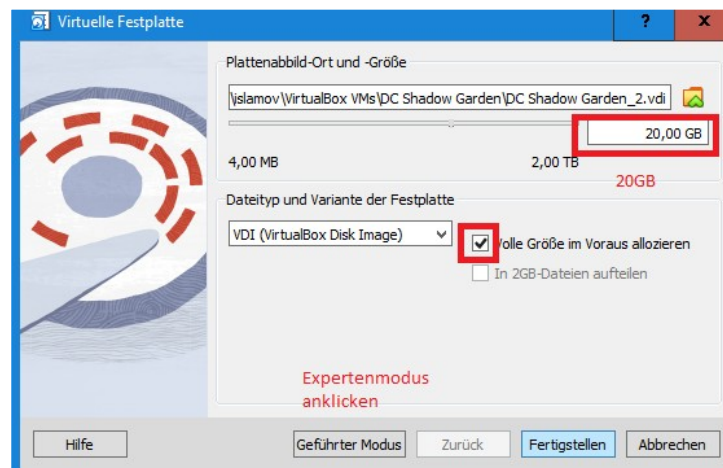 Virtuelle Festplatte
? x
Plattenabbild-Ort und -Größe
\islamov\VirtualBox VMs\DC Shadow Garden\DC Shadow Garden_2.vdi
20,00 GB
4,00 MB 2,00 TB
20GB
Dateityp und Variante der Festplatte
VDI (VirtualBox Disk Image)
Volle Größe im Voraus allozieren
In 2GB-Dateien aufteilen
Expertenmodus
anklicken
Hilfe Geführter Modus Zurück Fertigstellen Abbrechen